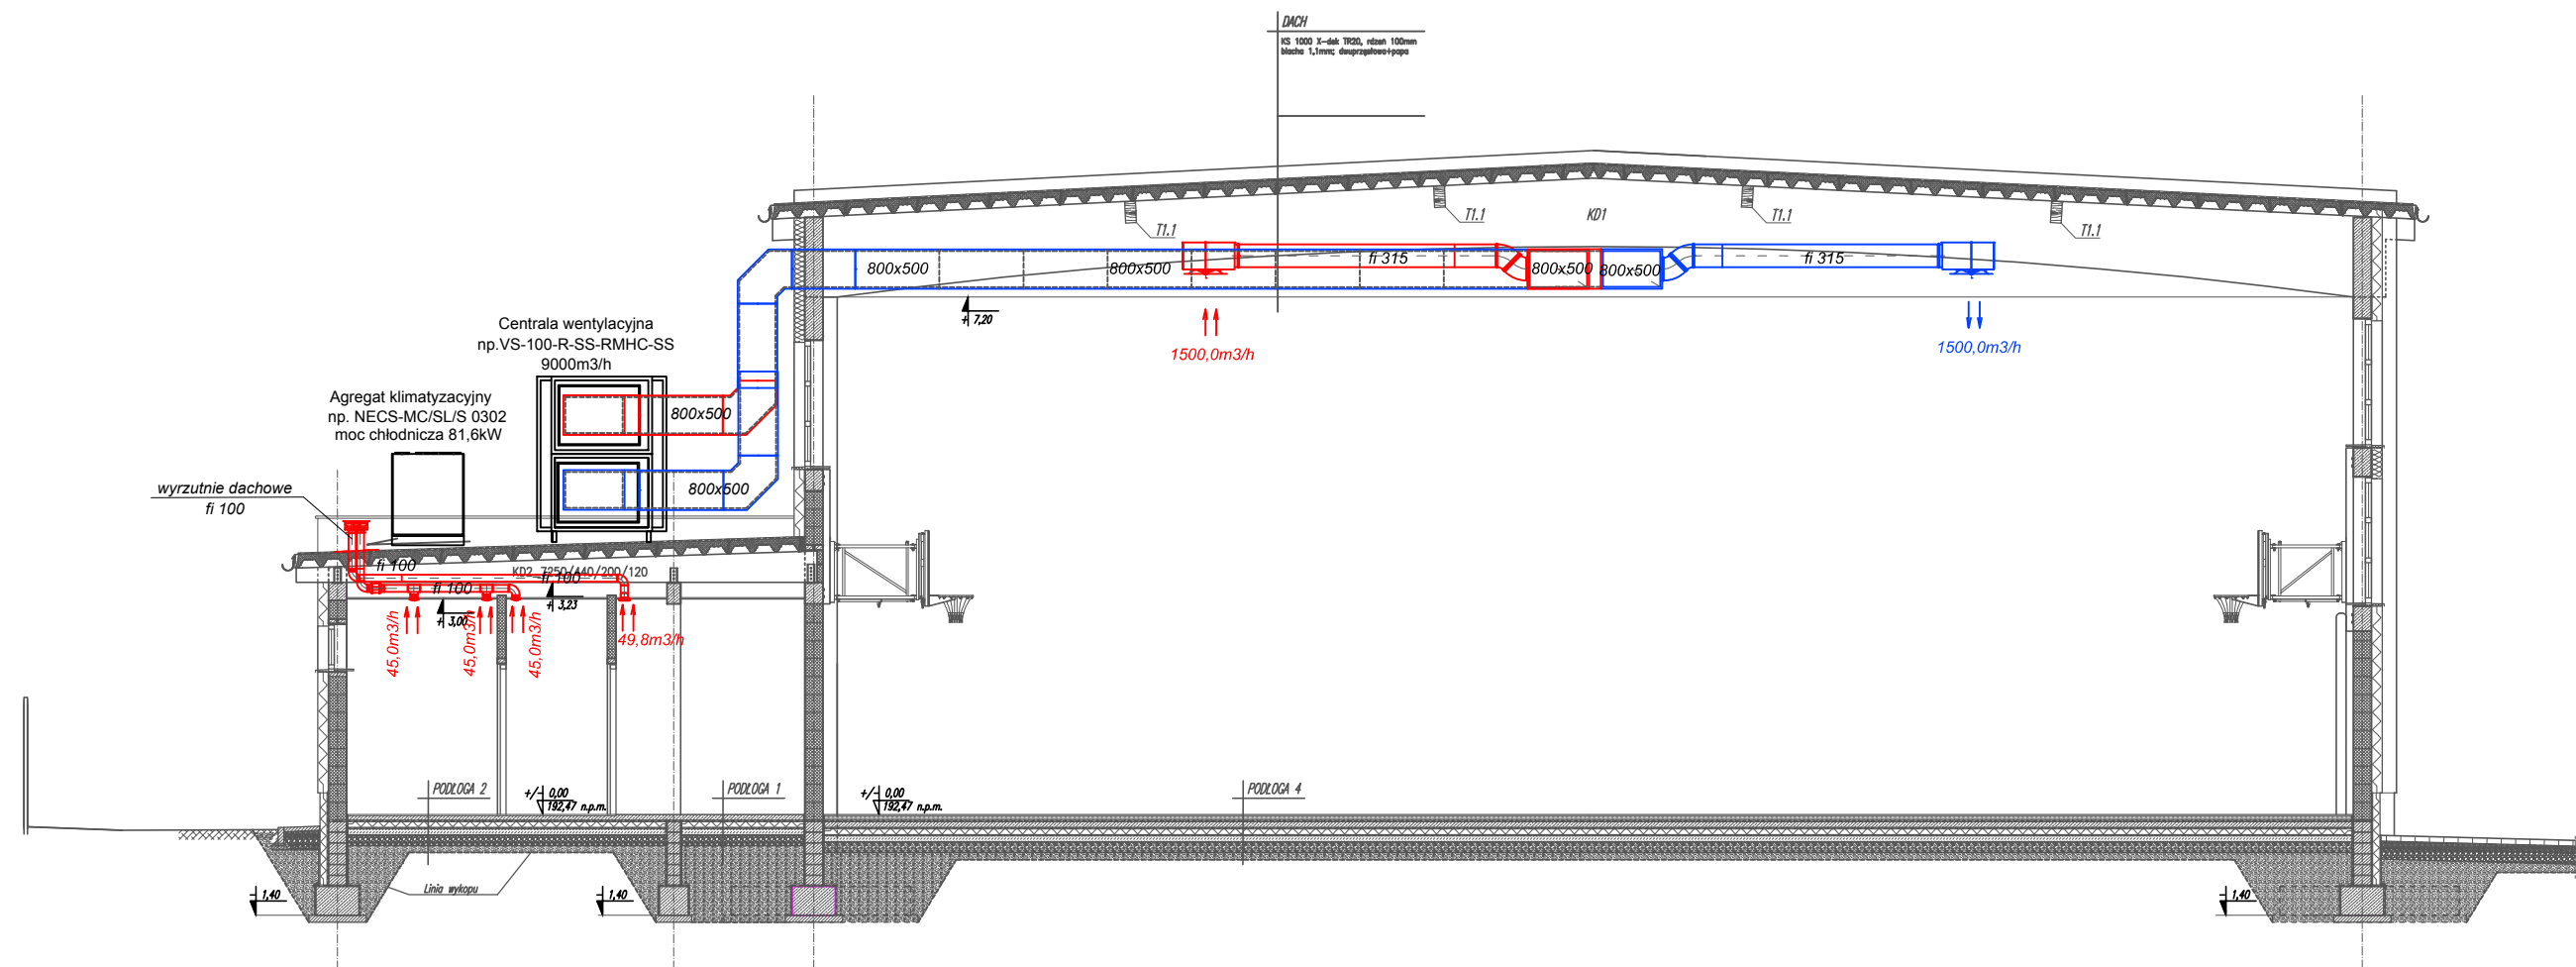 DACH
KS 1000 X-dek TR20, rdzeń 100mm
blacha 1,1mm; dwuprzęsłowa+papa
T1.1
T1.1
KD1
T1.1
T1.1
800x500
800x500
fi 315
800x500
800x500
fi 315
+ 7,20
1500,0m3/h
1500,0m3/h
Centrala wentylacyjna
np.VS-100-R-SS-RMHC-SS
9000m3/h
Agregat klimatyzacyjny
np. NECS-MC/SL/S 0302
moc chłodnicza 81,6kW
800x500
800x500
wyrzutnie dachowe
fi 100
fi 100
KD2_7250/440/200/120
fi 100
fi 100
+ 3,23
+ 3,00
45,0m3/h
45,0m3/h
45,0m3/h
49,8m3/h
PODŁOGA 2
+/- 0,00
192,47 n.p.m.
PODŁOGA 1
+/- 0,00
192,47 n.p.m.
PODŁOGA 4
Linia wykopu
- 1,40
- 1,40
- 1,40